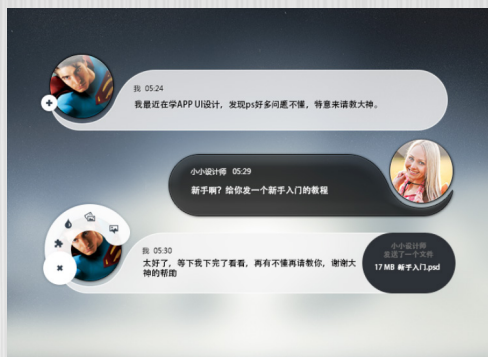 我 05:24
我最近在学APP UI设计，发现ps好多问题不懂，特意来请教大神。
小小设计师 05:29
新手啊？给你发一个新手入门的教程
我 05:30
太好了，等下我下完了看看，再有不懂再请教你，谢谢大
神的帮助
小小设计师
发送了一个文件
17 MB 新手入门.psd